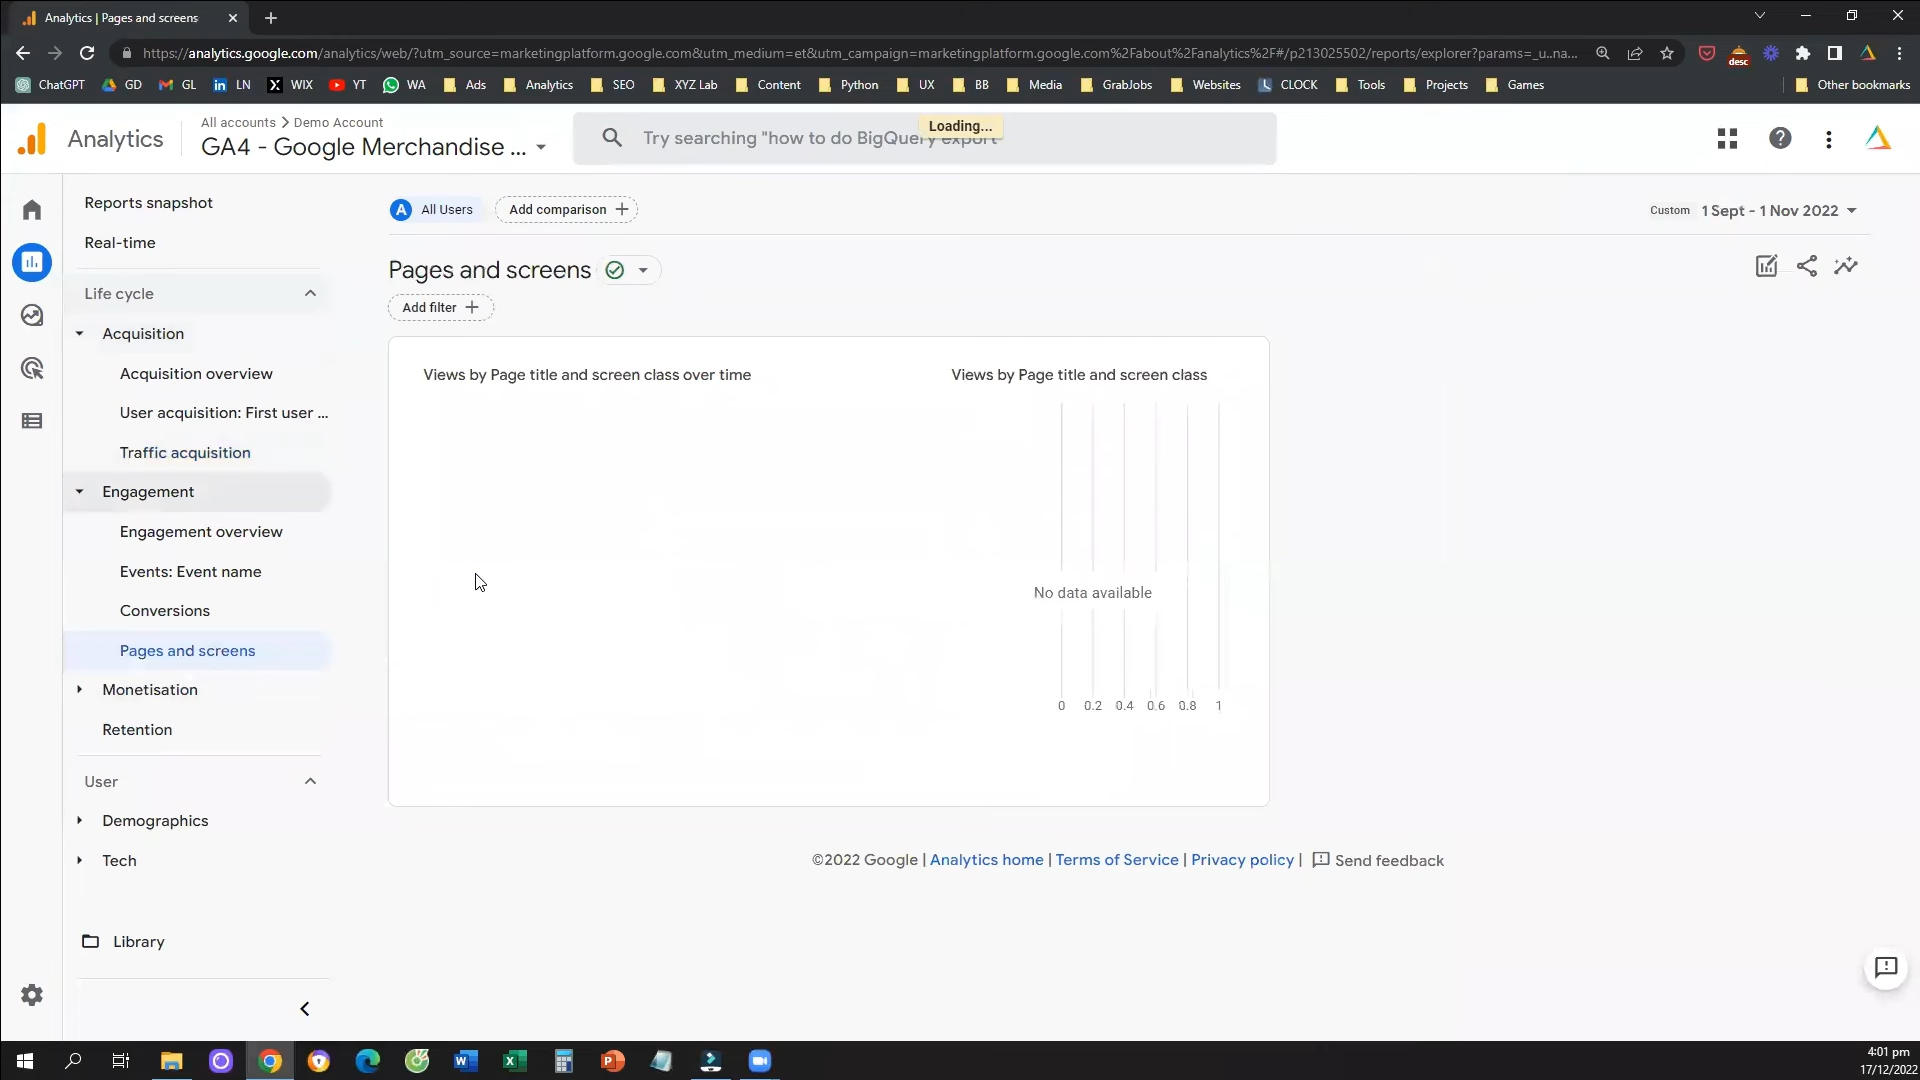 Analytics | Pages and screens
https://analytics.google.com/analytics/web/?utm_source=marketingplatform.google.com&utm_medium=et&utm_campaign=marketingplatform.google.com%2Fabout%2Fanalytics%2F#/p213025502/reports/explorer?params=_u..na...
desc
ChatGPT GD GL LN WIX YT WA Ads Analytics SEO XYZ Lab Content Python UX BB Media GrabJobs Websites CLOCK Tools Projects Games Other bookmarks
Analytics
All accounts > Demo Account
GA4 - Google Merchandise ...
Try searching "how to do BigQuery export"
Loading...
Reports snapshot
Real-time
Life cycle
Acquisition
Acquisition overview
User acquisition: First user ...
Traffic acquisition
Engagement
Engagement overview
Events: Event name
Conversions
Pages and screens
Monetisation
Retention
User
Demographics
Tech
Library
A All Users
Add comparison +
Custom 1 Sept - 1 Nov 2022
Pages and screens
Add filter +
Views by Page title and screen class over time
Views by Page title and screen class
No data available
0 0.2 0.4 0.6 0.8 1
©2022 Google | Analytics home | Terms of Service | Privacy policy | Send feedback
4:01 pm
17/12/2022